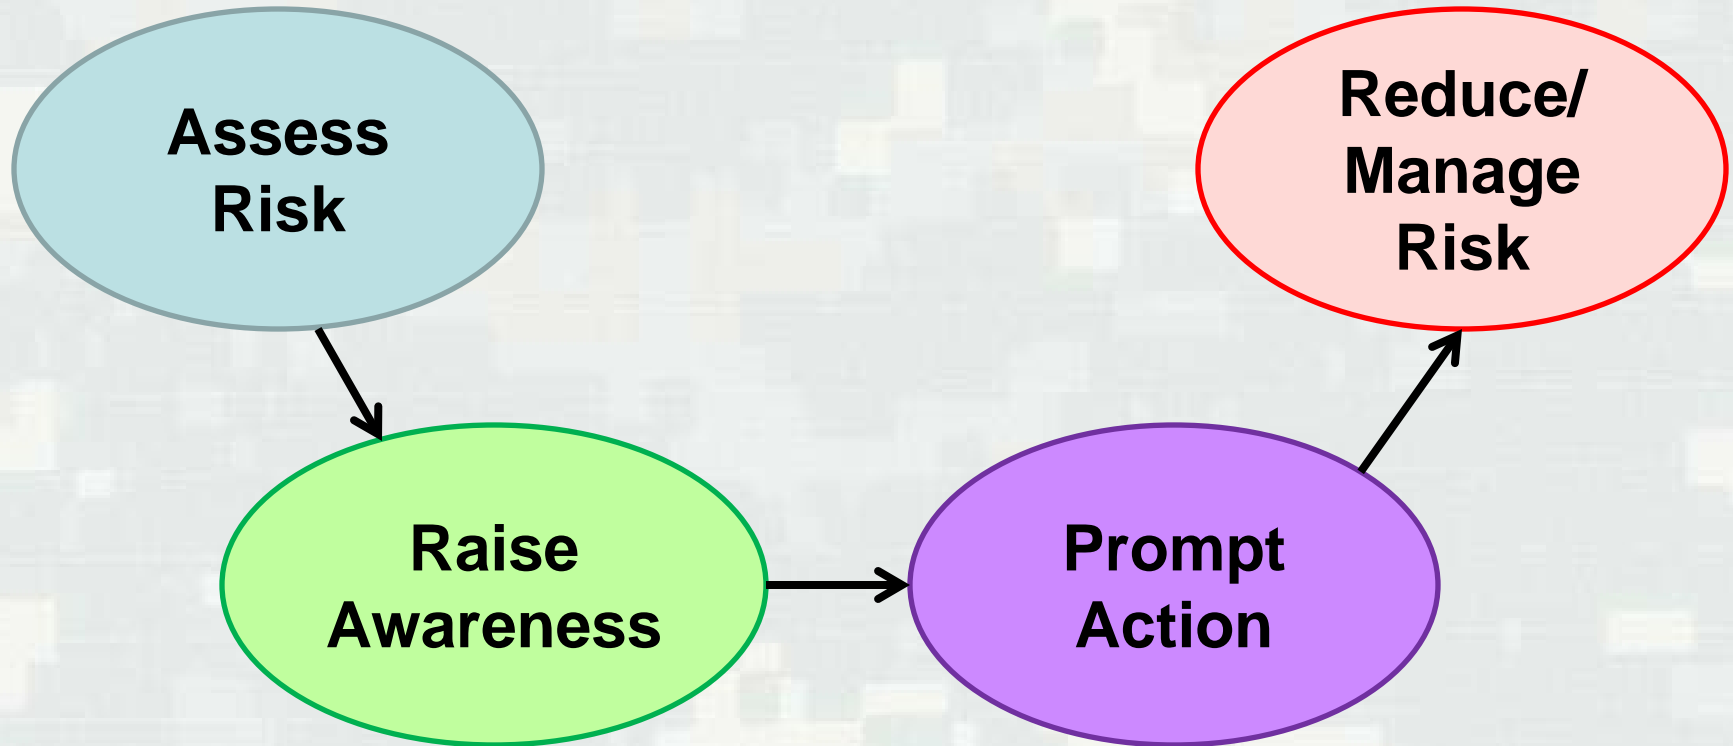 Assess
Risk
Raise
Awareness
Prompt
Action
Reduce/
Manage
Risk